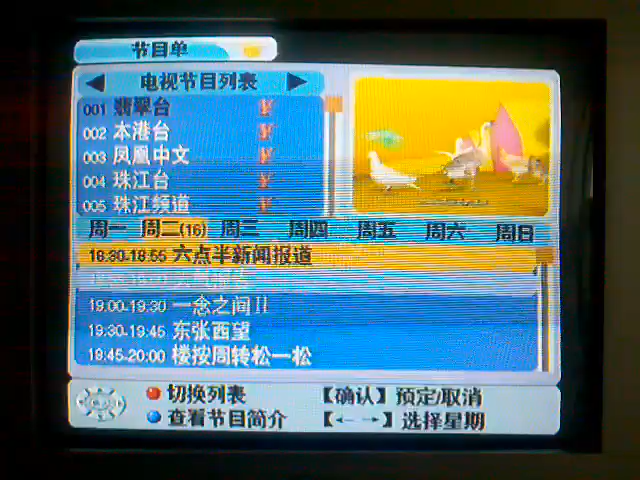 节目单
电视节目列表
001 翡翠台
002 本港台
003 凤凰中文
004 珠江台
005 珠江频道
周一 周二(16) 周三 周四 周五 周六 周日
18:30-18:55 六点半新闻报道
19:00-19:30 一念之间II
19:30-19:45 东张西望
19:45-20:00 楼按周转松一松
切换列表 【确认】 预定/取消
查看节目简介 【← →】 选择星期